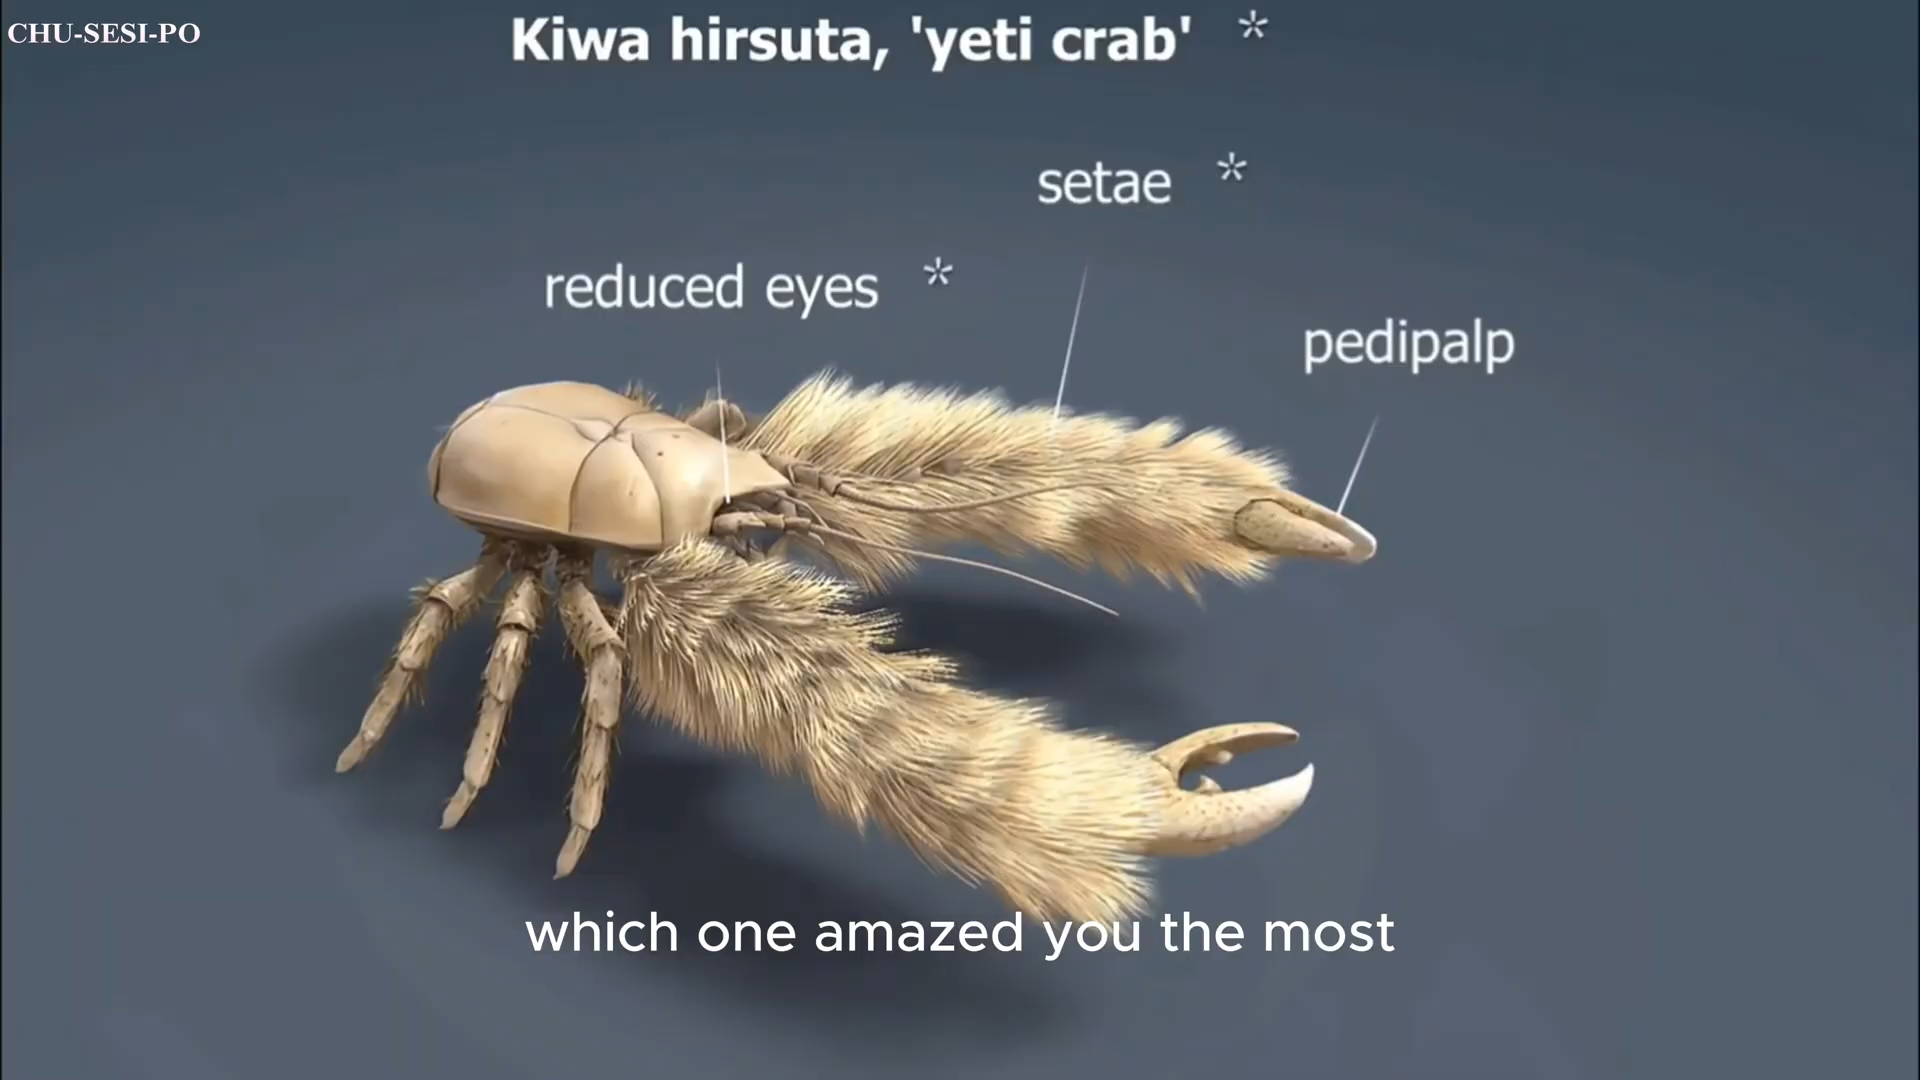 CHU-SESI-PO
Kiwa hirsuta, 'yeti crab' *
setae *
reduced eyes *
pedipalp
which one amazed you the most